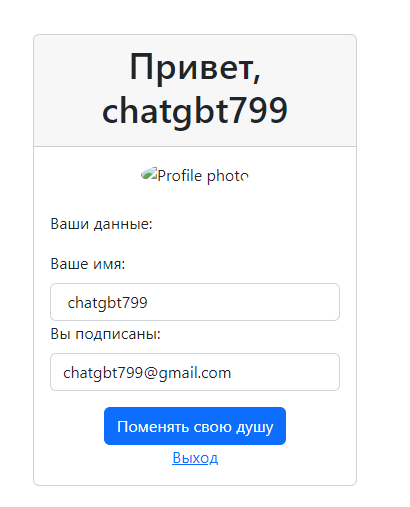 Привет,
chatgbt799
Profile photo
Ваши данные:
Ваше имя:
chatgbt799
Вы подписаны:
chatgbt799@gmail.com
Поменять свою душу
Выход